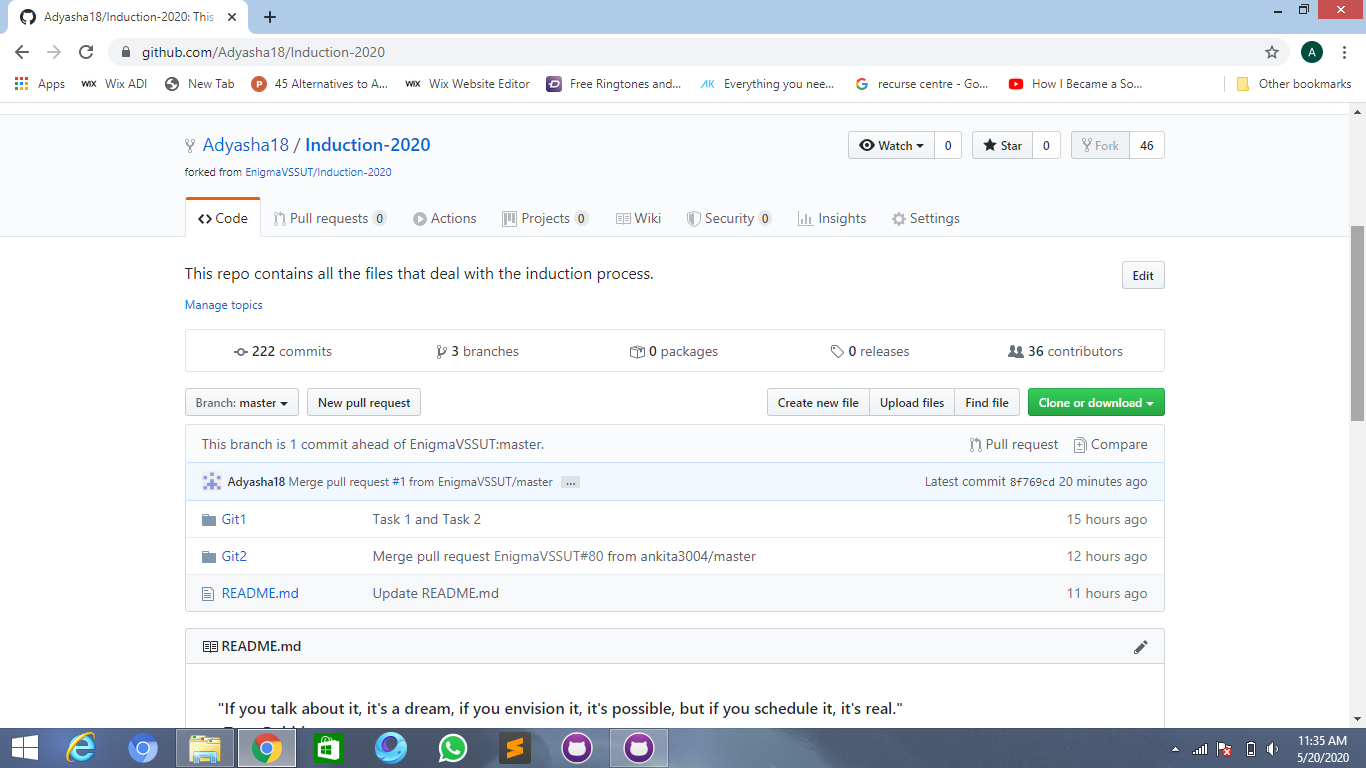 Adyasha18/Induction-2020: This
github.com/Adyasha18/Induction-2020
A
Apps WIX Wix ADI New Tab P 45 Alternatives to A... WIX Wix Website Editor Free Ringtones and... AK Everything you nee... recurse centre - Go... How I Became a So... Other bookmarks
Adyasha18 / Induction-2020
Watch 0 Star 0 Fork 46
forked from EnigmaVSSUT/Induction-2020
Code Pull requests 0 Actions Projects 0 Wiki Security 0 Insights Settings
This repo contains all the files that deal with the induction process.
Edit
Manage topics
222 commits 3 branches 0 packages 0 releases 36 contributors
Branch: master New pull request Create new file Upload files Find file Clone or download
This branch is 1 commit ahead of EnigmaVSSUT:master. Pull request Compare
Adyasha18 Merge pull request #1 from EnigmaVSSUT/master ... Latest commit 8f769cd 20 minutes ago
Git1 Task 1 and Task 2 15 hours ago
Git2 Merge pull request EnigmaVSSUT#80 from ankita3004/master 12 hours ago
README.md Update README.md 11 hours ago
README.md
"If you talk about it, it's a dream, if you envision it, it's possible, but if you schedule it, it's real."
11:35 AM
5/20/2020